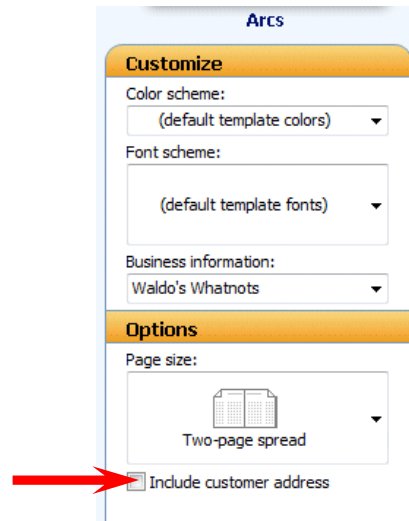 Arcs
Customize
Color scheme:
(default template colors)
Font scheme:
(default template fonts)
Business information:
Waldo's Whatnots
Options
Page size:
Two-page spread
Include customer address